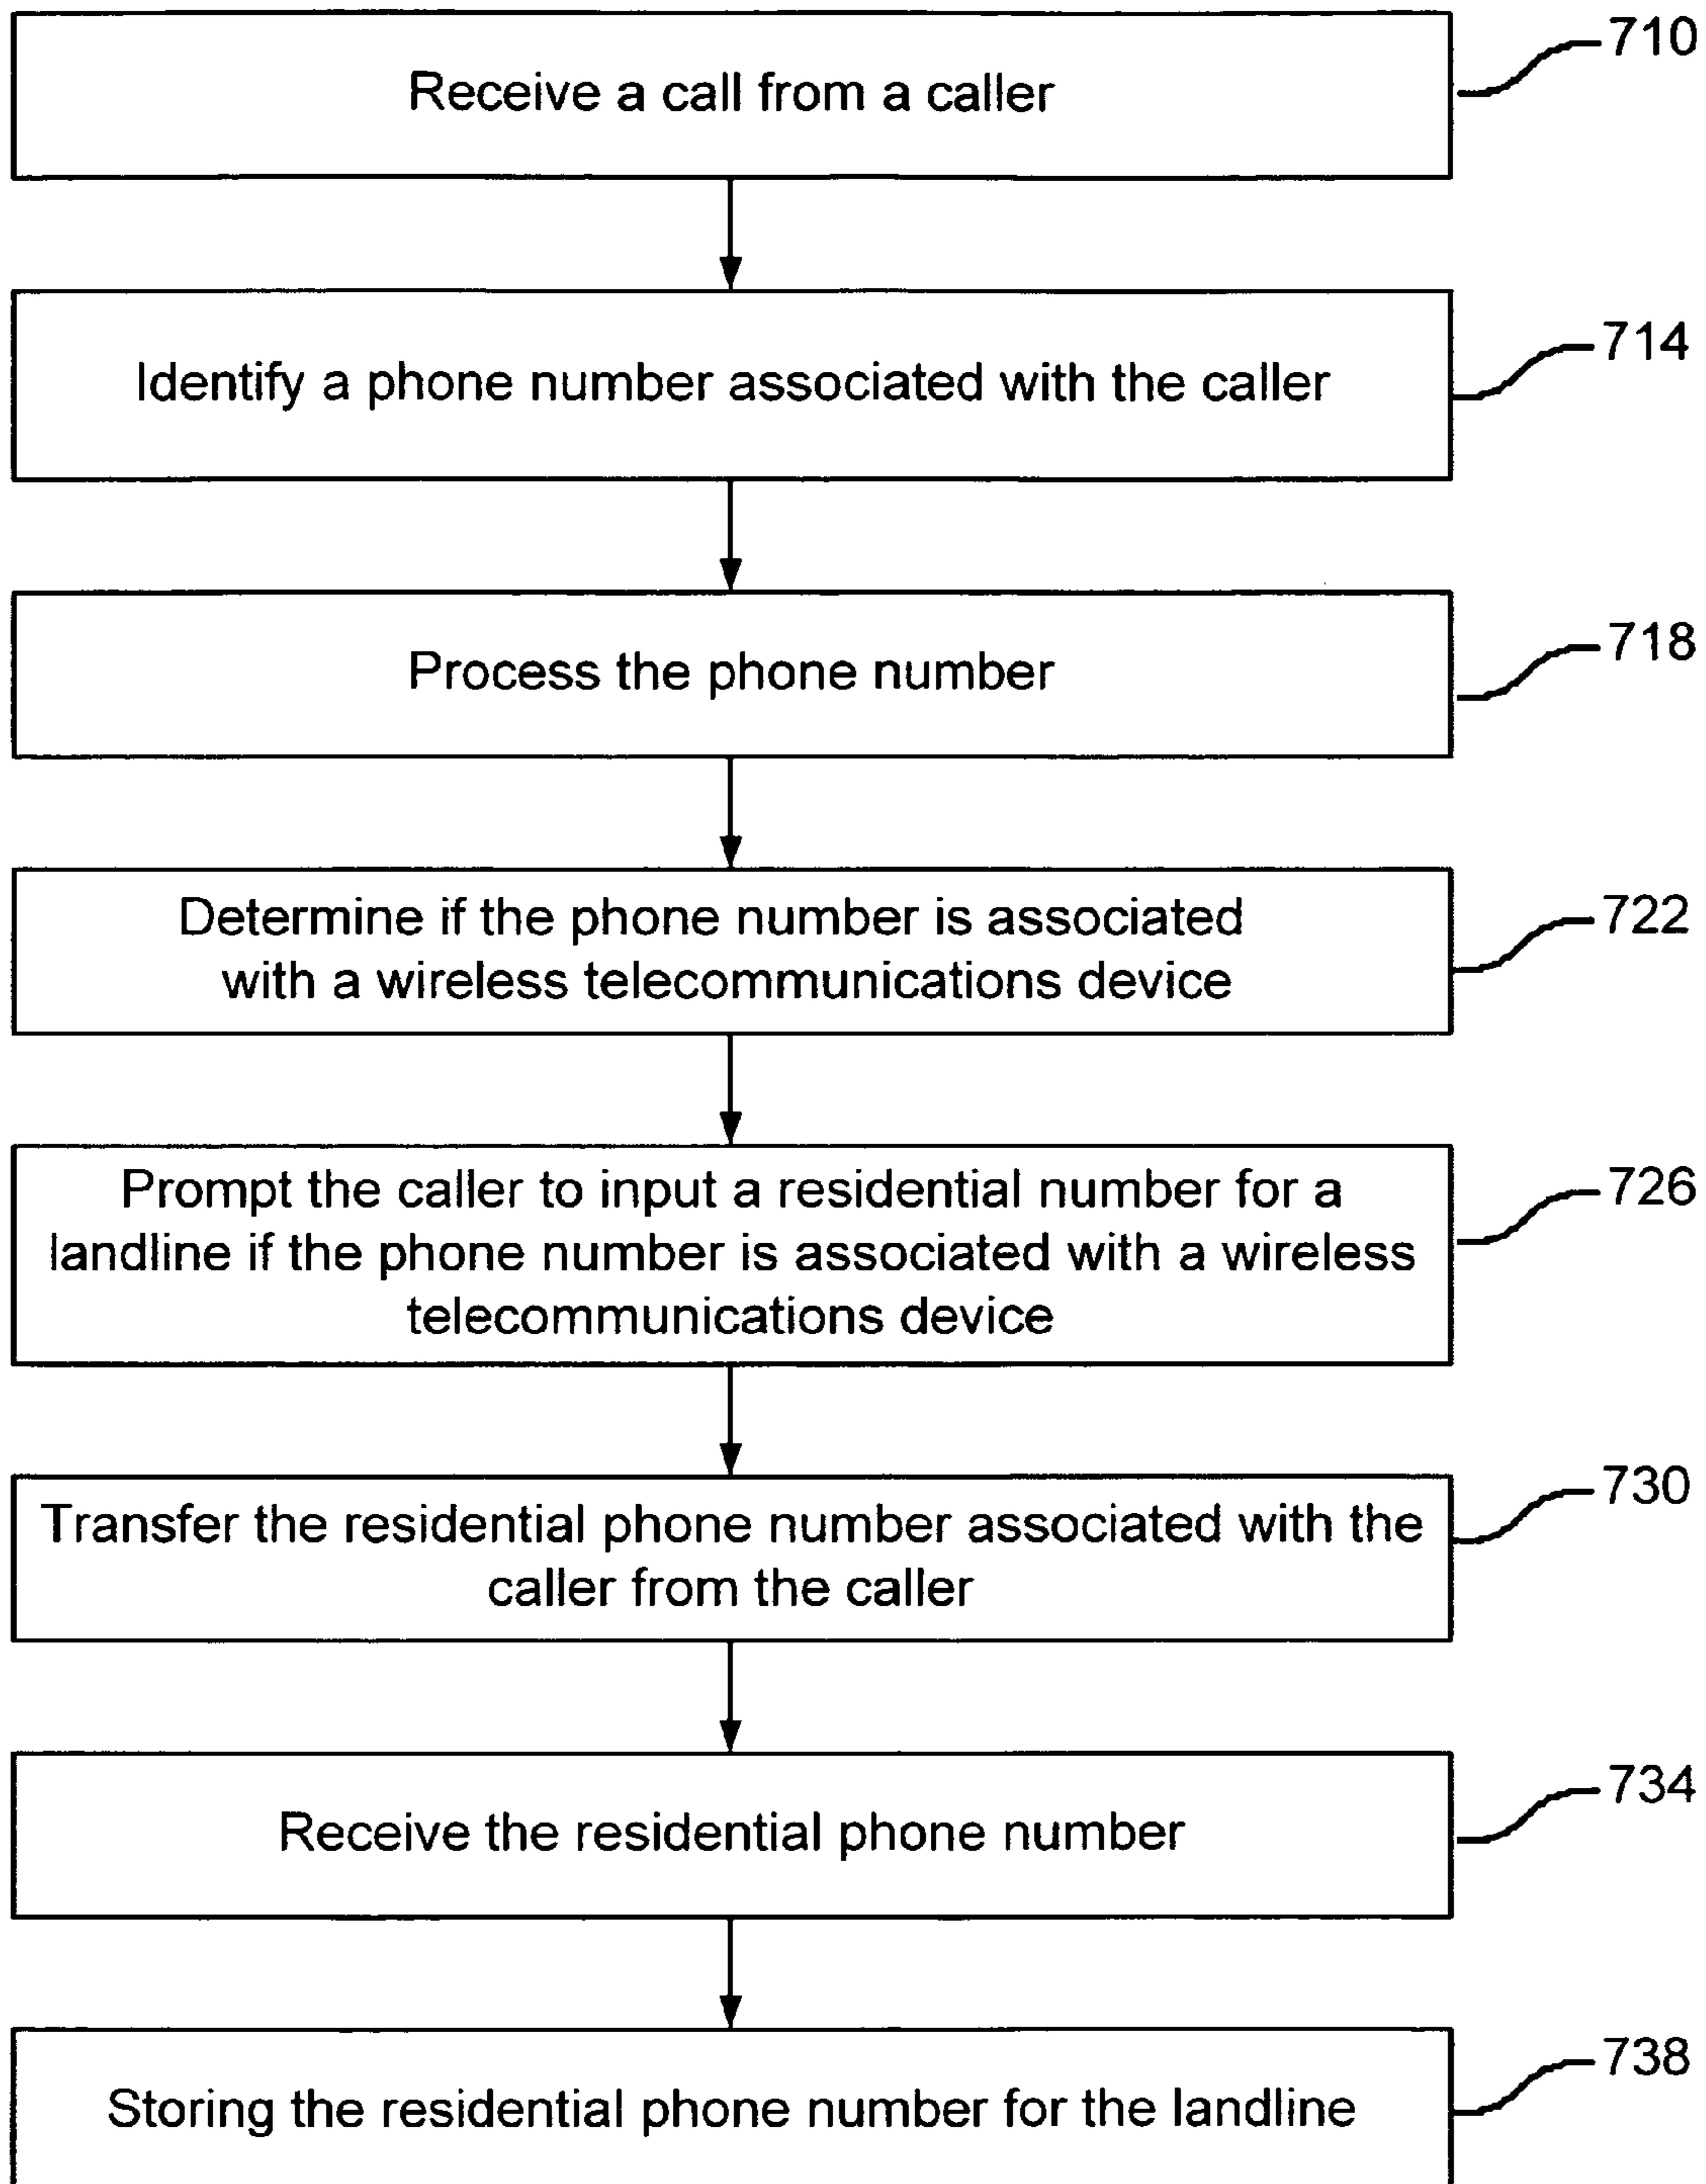 710
Receive a call from a caller
714
Identify a phone number associated with the caller
718
Process the phone number
722
Determine if the phone number is associated
with a wireless telecommunications device
726
Prompt the caller to input a residential number for a
landline if the phone number is associated with a wireless
telecommunications device
730
Transfer the residential phone number associated with the
caller from the caller
734
Receive the residential phone number
738
Storing the residential phone number for the landline